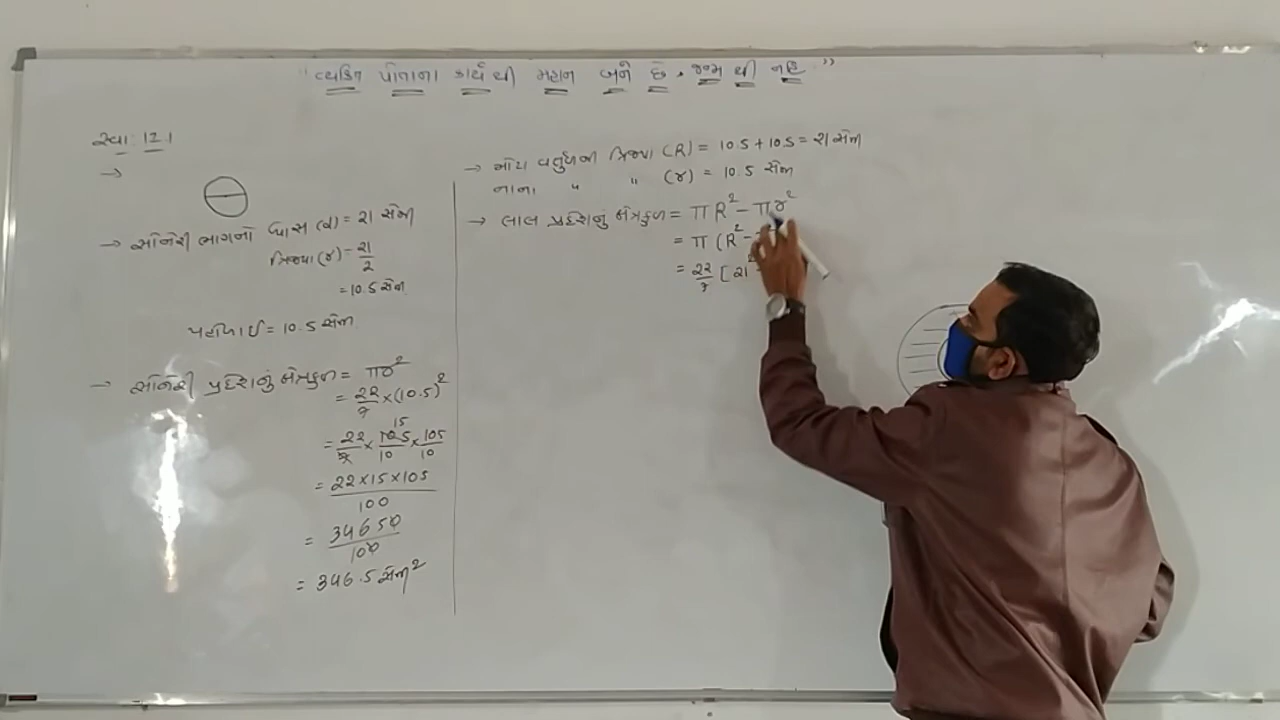 "વ્યકિત પોતાના કાર્ય થી મહાન બને છે, જન્મ થી નહિ"
સ્વા: 12.1
→
→ સોનેરી ભાગનો વ્યાસ (d) = 21 સેમી
ત્રિજ્યા (r) = 21/2
= 10.5 સેમી
પહોળાઈ = 10.5 સેમી
→ સોનેરી પ્રદેશનું ક્ષેત્રફળ = πr²
= 22/7 × (10.5)²
= 22/7 × 105/10 × 105/10
15
= 22×15×105/100
= 34650/100
= 346.5 સેમી²
→ મોટા વર્તુળની ત્રિજ્યા (R) = 10.5 + 10.5 = 21 સેમી
નાના " " (r) = 10.5 સેમી
→ લાલ પ્રદેશનું ક્ષેત્રફળ = πR² - πr²
= π (R² -
= 22/7 [21²